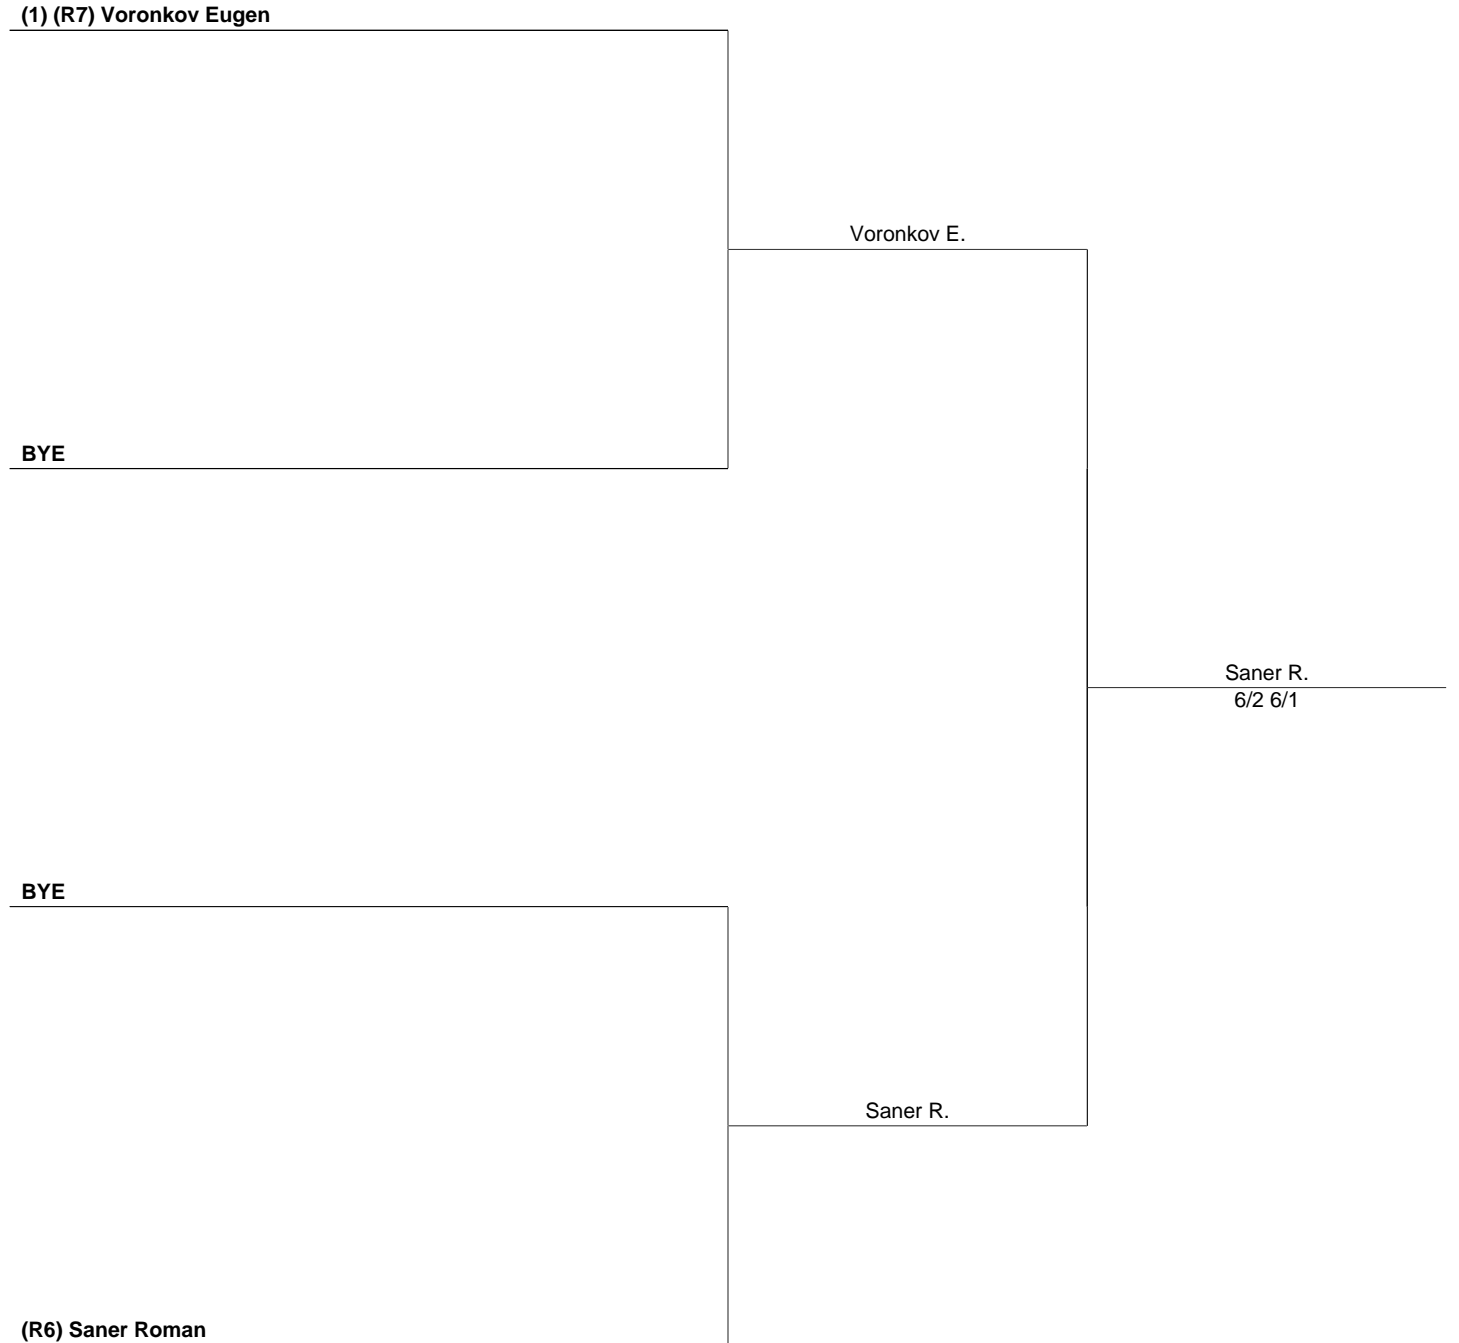 (1) (R7) Voronkov Eugen
Voronkov E.
BYE
Saner R.
6/2 6/1
BYE
Saner R.
(R6) Saner Roman